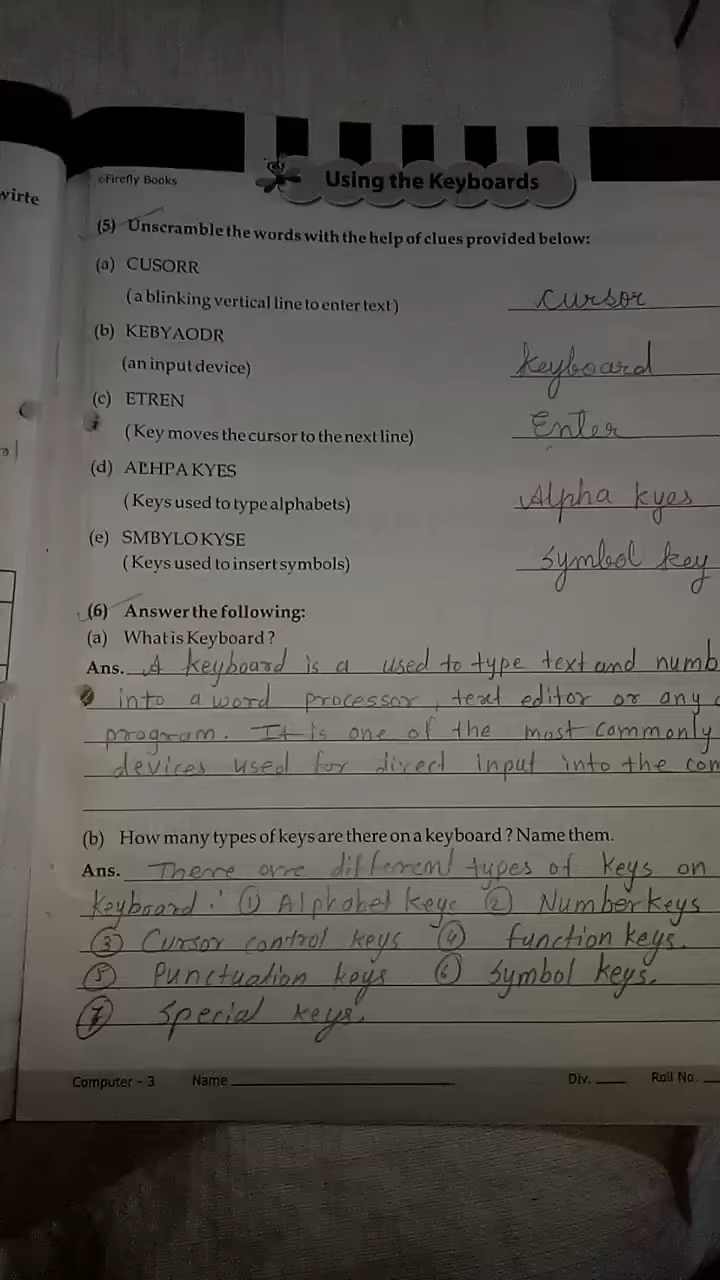 wirte
©Firefly Books
Using the Keyboards
(5) Unscramble the words with the help of clues provided below:
(a) CUSORR
(a blinking vertical line to enter text) cursor
(b) KEBYAODR
(an input device) keyboard
(c) ETREN
(Key moves the cursor to the next line) Enter
(d) ALHPA KYES
(Keys used to type alphabets) Alpha kyes
(e) SMBYLO KYSE
(Keys used to insert symbols) symbol key
(6) Answer the following:
(a) What is Keyboard ?
Ans. A keyboard is a used to type text and numb
into a word processor, text editor or any
program. It is one of the most commonly
devices used for direct input into the com
(b) How many types of keys are there on a keyboard ? Name them.
Ans. There are different types of keys on
keyboard : ① Alphabet keys ② Number keys
③ Cursor control keys ④ function keys.
⑤ Punctuation keys ⑥ symbol keys.
⑦ special keys.
Computer - 3 Name Div. Roll No.